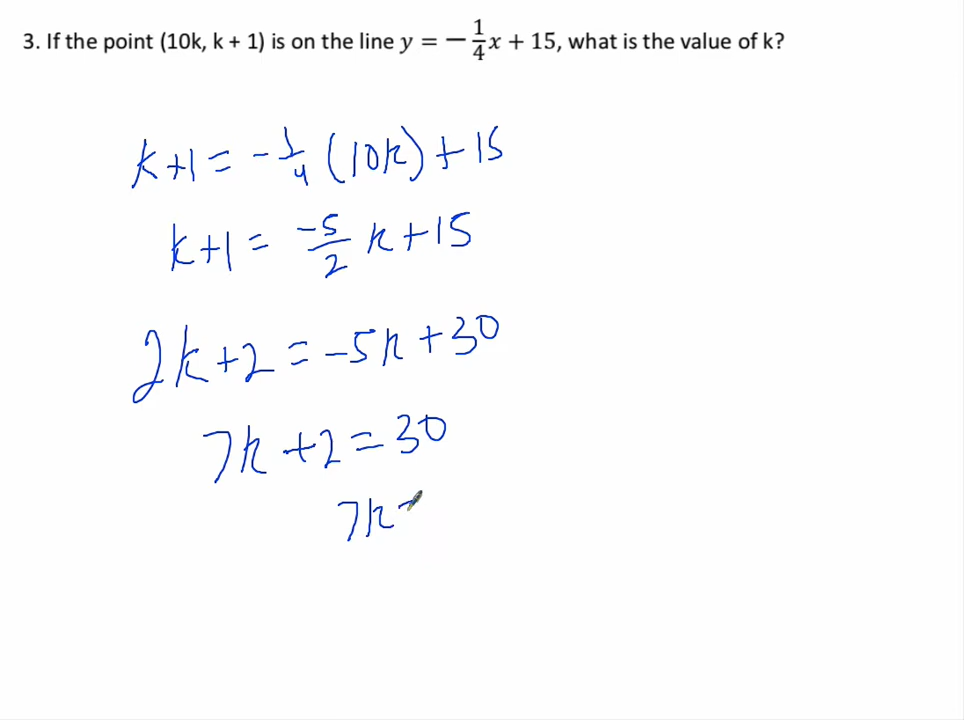 3. If the point (10k, k + 1) is on the line y = −1/4x + 15, what is the value of k?
k+1 = -1/4 (10k) + 15
k+1 = -5/2 k + 15
2k+2 = -5k + 30
7k + 2 = 30
7k =